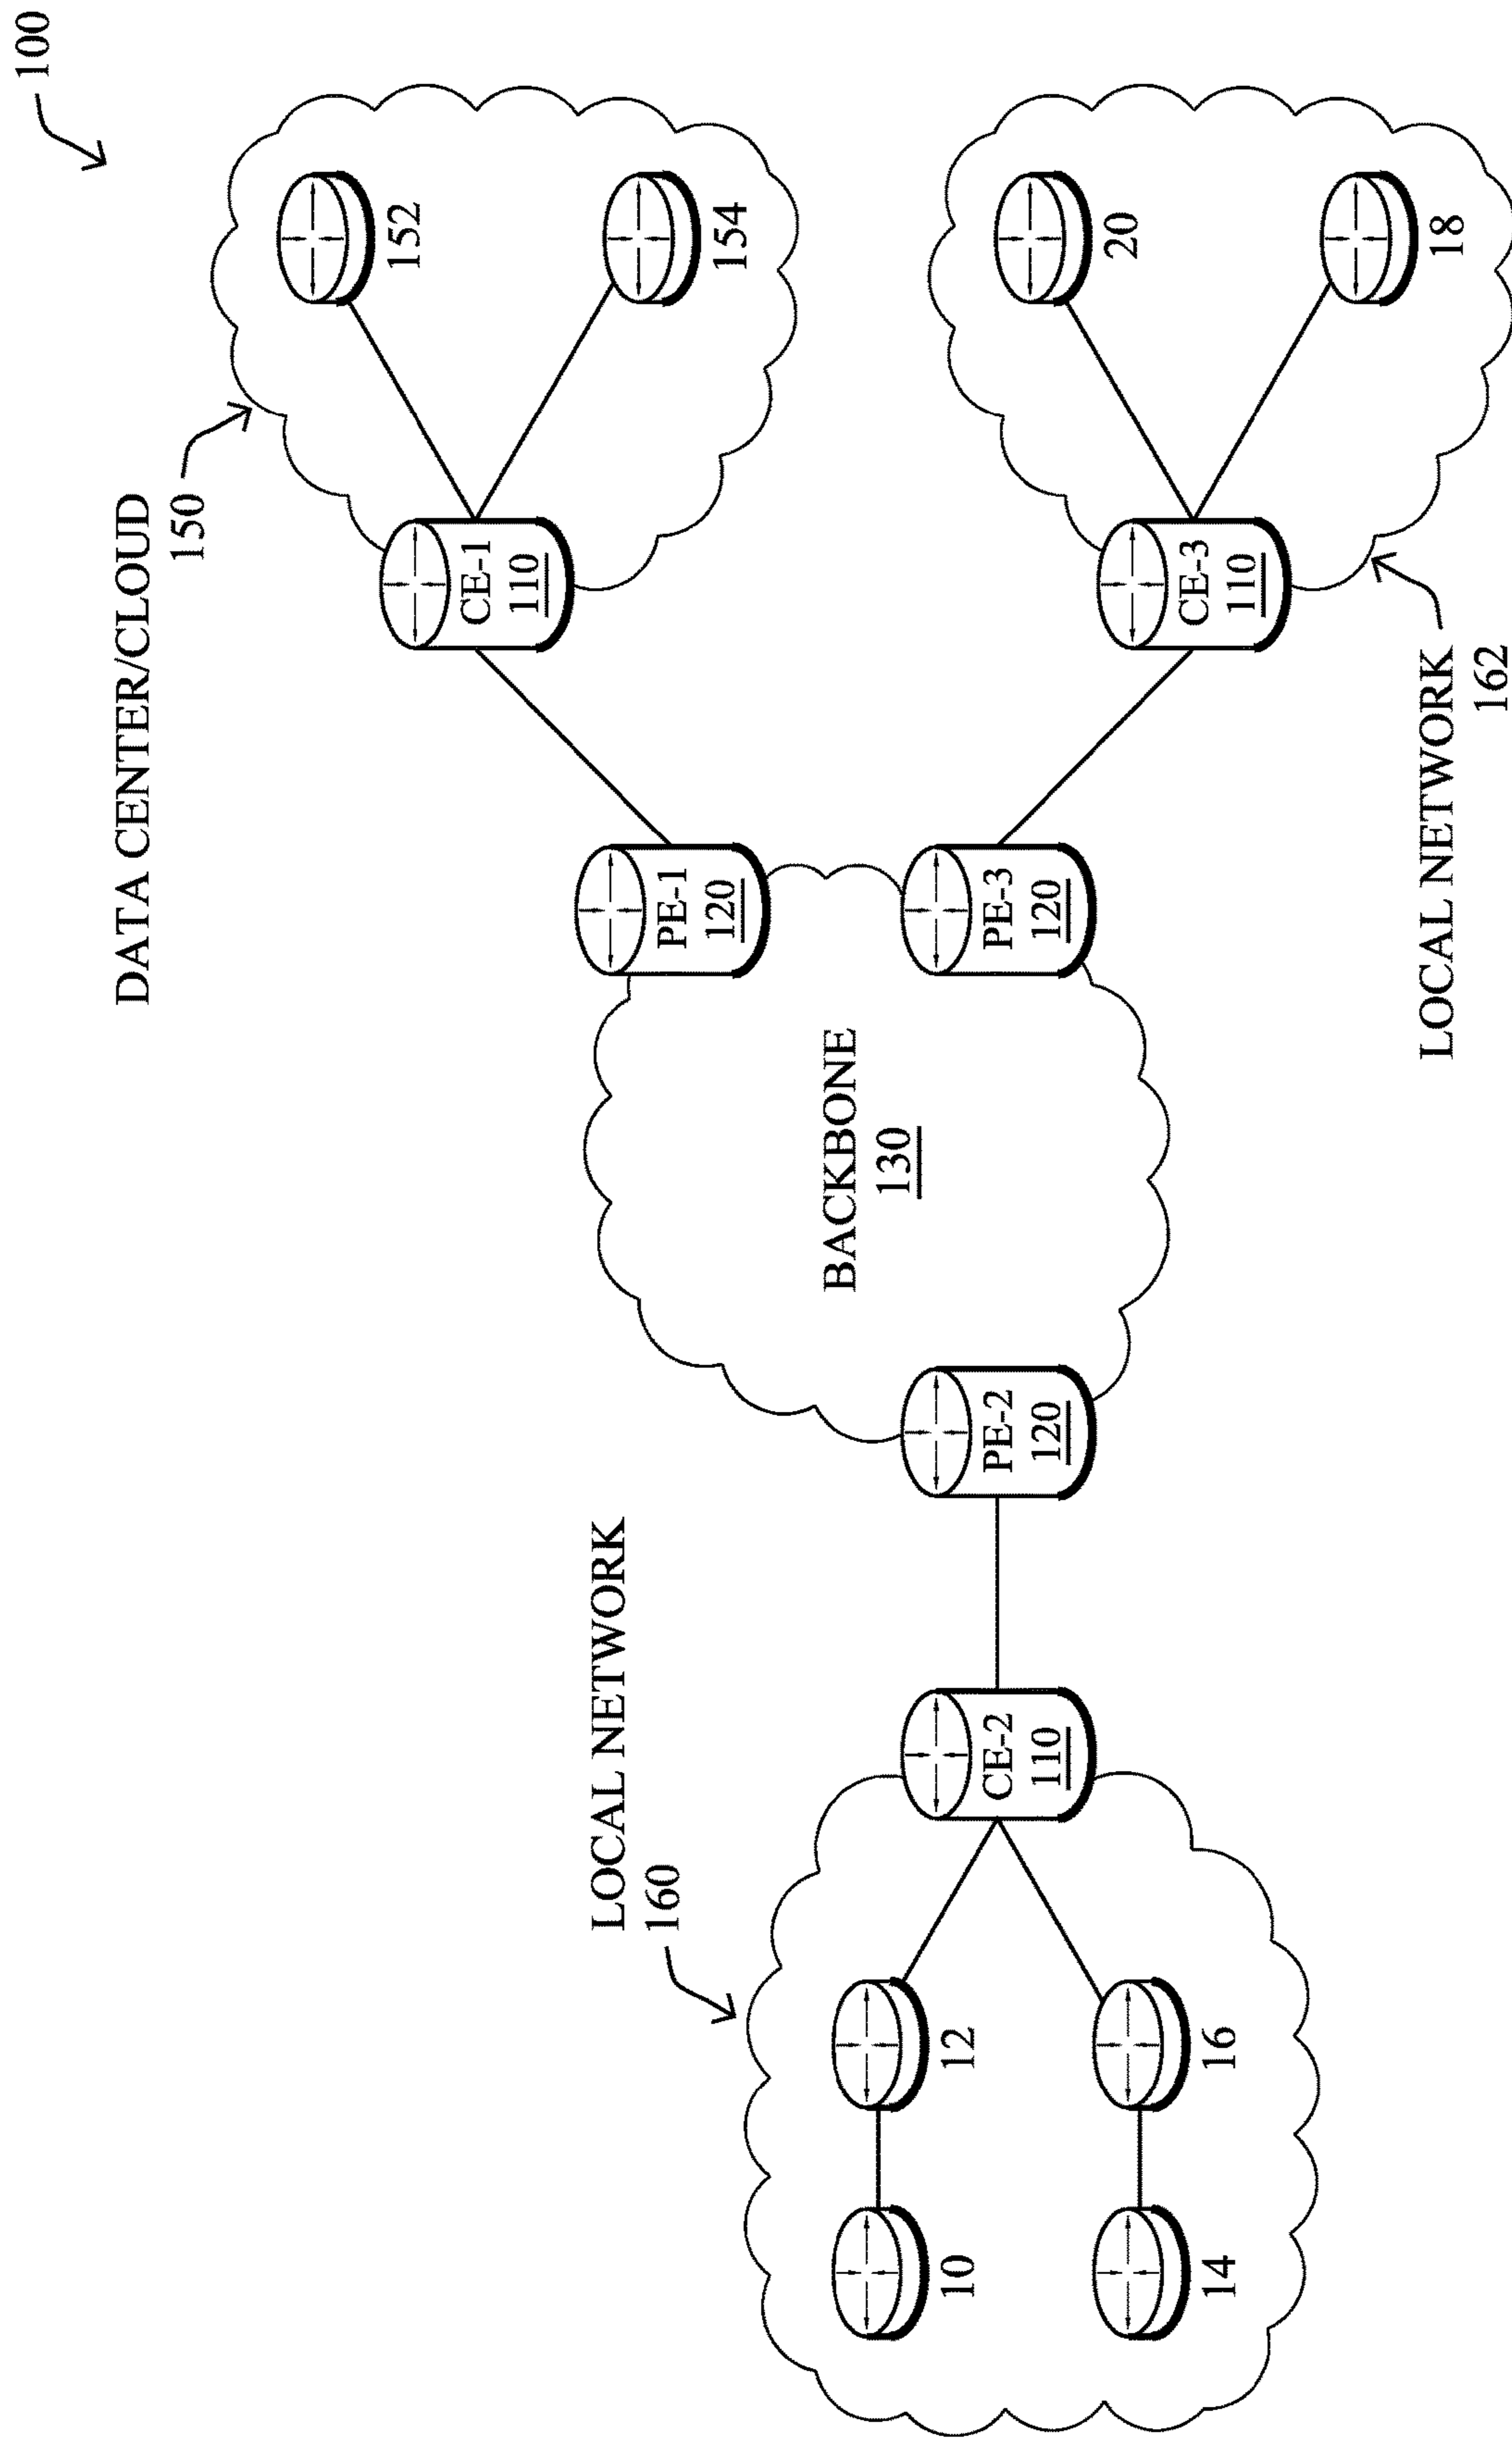 100
DATA CENTER/CLOUD
150
152
154
CE-1
110
PE-1
120
LOCAL NETWORK
160
BACKBONE
130
10
12
14
16
CE-2
110
PE-2
120
PE-3
120
CE-3
110
20
18
LOCAL NETWORK
162